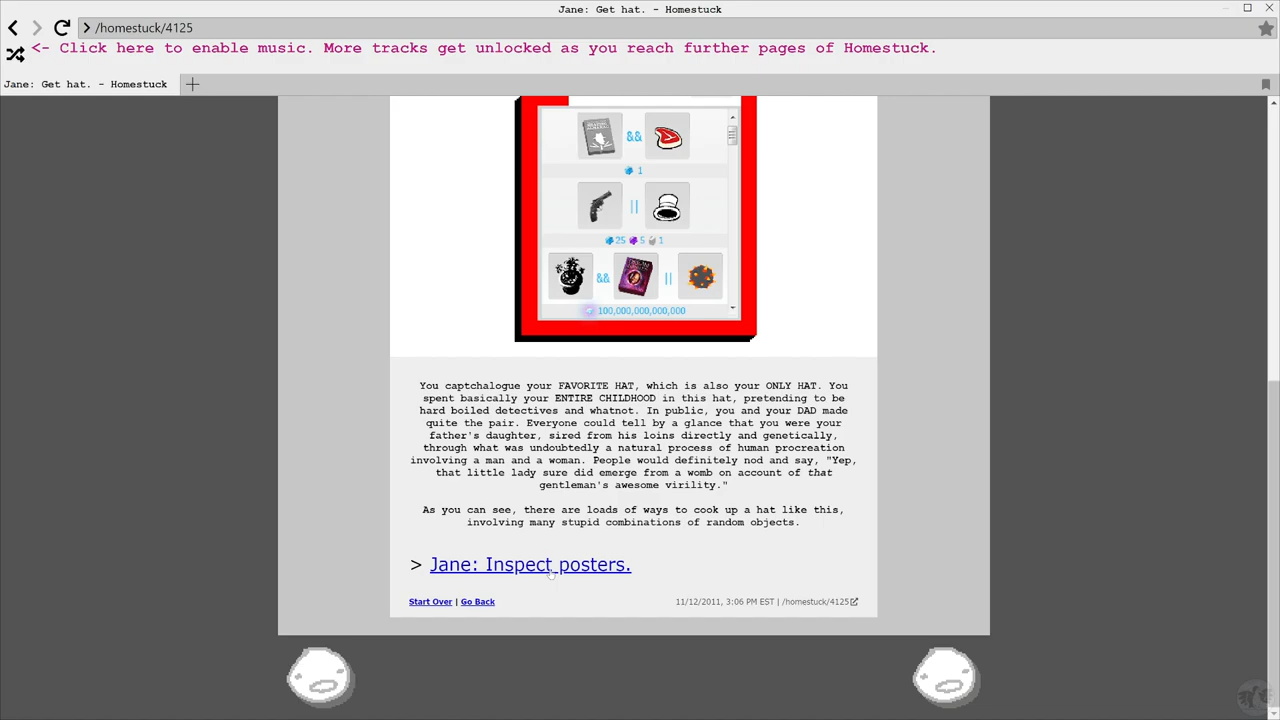 Jane: Get hat. - Homestuck
/homestuck/4125
<- Click here to enable music. More tracks get unlocked as you reach further pages of Homestuck.
Jane: Get hat. - Homestuck
&&
1
||
25 5 1
&& ||
100,000,000,000,000
You captchalogue your FAVORITE HAT, which is also your ONLY HAT. You
spent basically your ENTIRE CHILDHOOD in this hat, pretending to be
hard boiled detectives and whatnot. In public, you and your DAD made
quite the pair. Everyone could tell by a glance that you were your
father's daughter, sired from his loins directly and genetically,
through what was undoubtedly a natural process of human procreation
involving a man and a woman. People would definitely nod and say, "Yep,
that little lady sure did emerge from a womb on account of that
gentleman's awesome virility."
As you can see, there are loads of ways to cook up a hat like this,
involving many stupid combinations of random objects.
> Jane: Inspect posters.
Start Over | Go Back
11/12/2011, 3:06 PM EST | /homestuck/4125